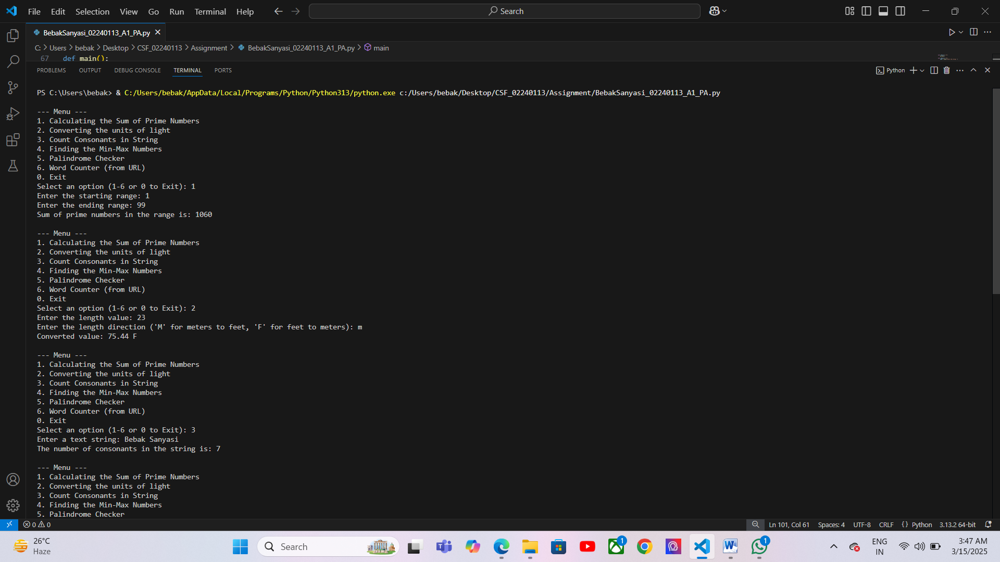 File Edit Selection View Go Run Terminal Help
Search
BebakSanyasi_02240113_A1_PA.py
C: > Users > bebak > Desktop > CSF_02240113 > Assignment > BebakSanyasi_02240113_A1_PA.py > main
67 def main():
PROBLEMS OUTPUT DEBUG CONSOLE TERMINAL PORTS
Python
PS C:\Users\bebak> & C:/Users/bebak/AppData/Local/Programs/Python/Python313/python.exe c:/Users/bebak/Desktop/CSF_02240113/Assignment/BebakSanyasi_02240113_A1_PA.py
--- Menu ---
1. Calculating the Sum of Prime Numbers
2. Converting the units of light
3. Count Consonants in String
4. Finding the Min-Max Numbers
5. Palindrome Checker
6. Word Counter (from URL)
0. Exit
Select an option (1-6 or 0 to Exit): 1
Enter the starting range: 1
Enter the ending range: 99
Sum of prime numbers in the range is: 1060
--- Menu ---
1. Calculating the Sum of Prime Numbers
2. Converting the units of light
3. Count Consonants in String
4. Finding the Min-Max Numbers
5. Palindrome Checker
6. Word Counter (from URL)
0. Exit
Select an option (1-6 or 0 to Exit): 2
Enter the length value: 23
Enter the length direction ('M' for meters to feet, 'F' for feet to meters): m
Converted value: 75.44 F
--- Menu ---
1. Calculating the Sum of Prime Numbers
2. Converting the units of light
3. Count Consonants in String
4. Finding the Min-Max Numbers
5. Palindrome Checker
6. Word Counter (from URL)
0. Exit
Select an option (1-6 or 0 to Exit): 3
Enter a text string: Bebak Sanyasi
The number of consonants in the string is: 7
--- Menu ---
1. Calculating the Sum of Prime Numbers
2. Converting the units of light
3. Count Consonants in String
4. Finding the Min-Max Numbers
5. Palindrome Checker
0 0 Ln 101, Col 61 Spaces: 4 UTF-8 CRLF {} Python 3.13.2 64-bit
26°C
Haze
Search
1
1
ENG
IN
3:47 AM
3/15/2025